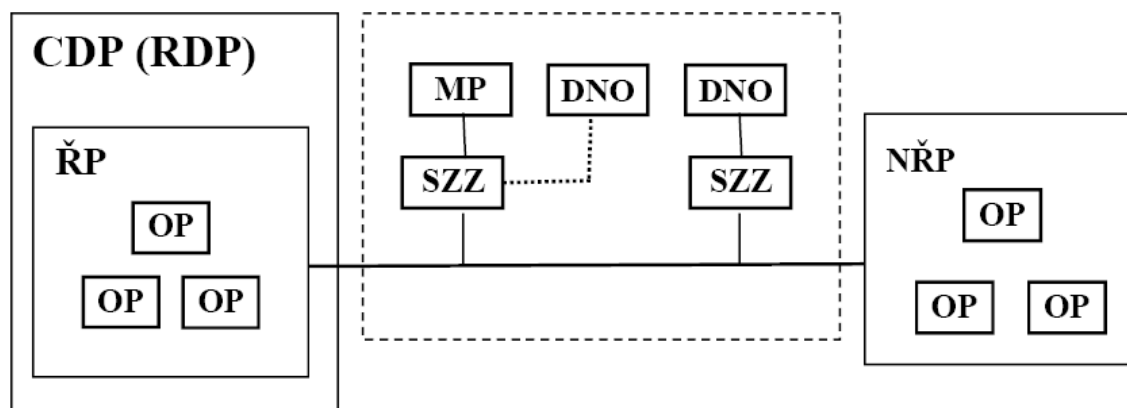 CDP (RDP)
ŘP
OP
OP OP
MP DNO DNO
SZZ SZZ
NŘP
OP
OP OP